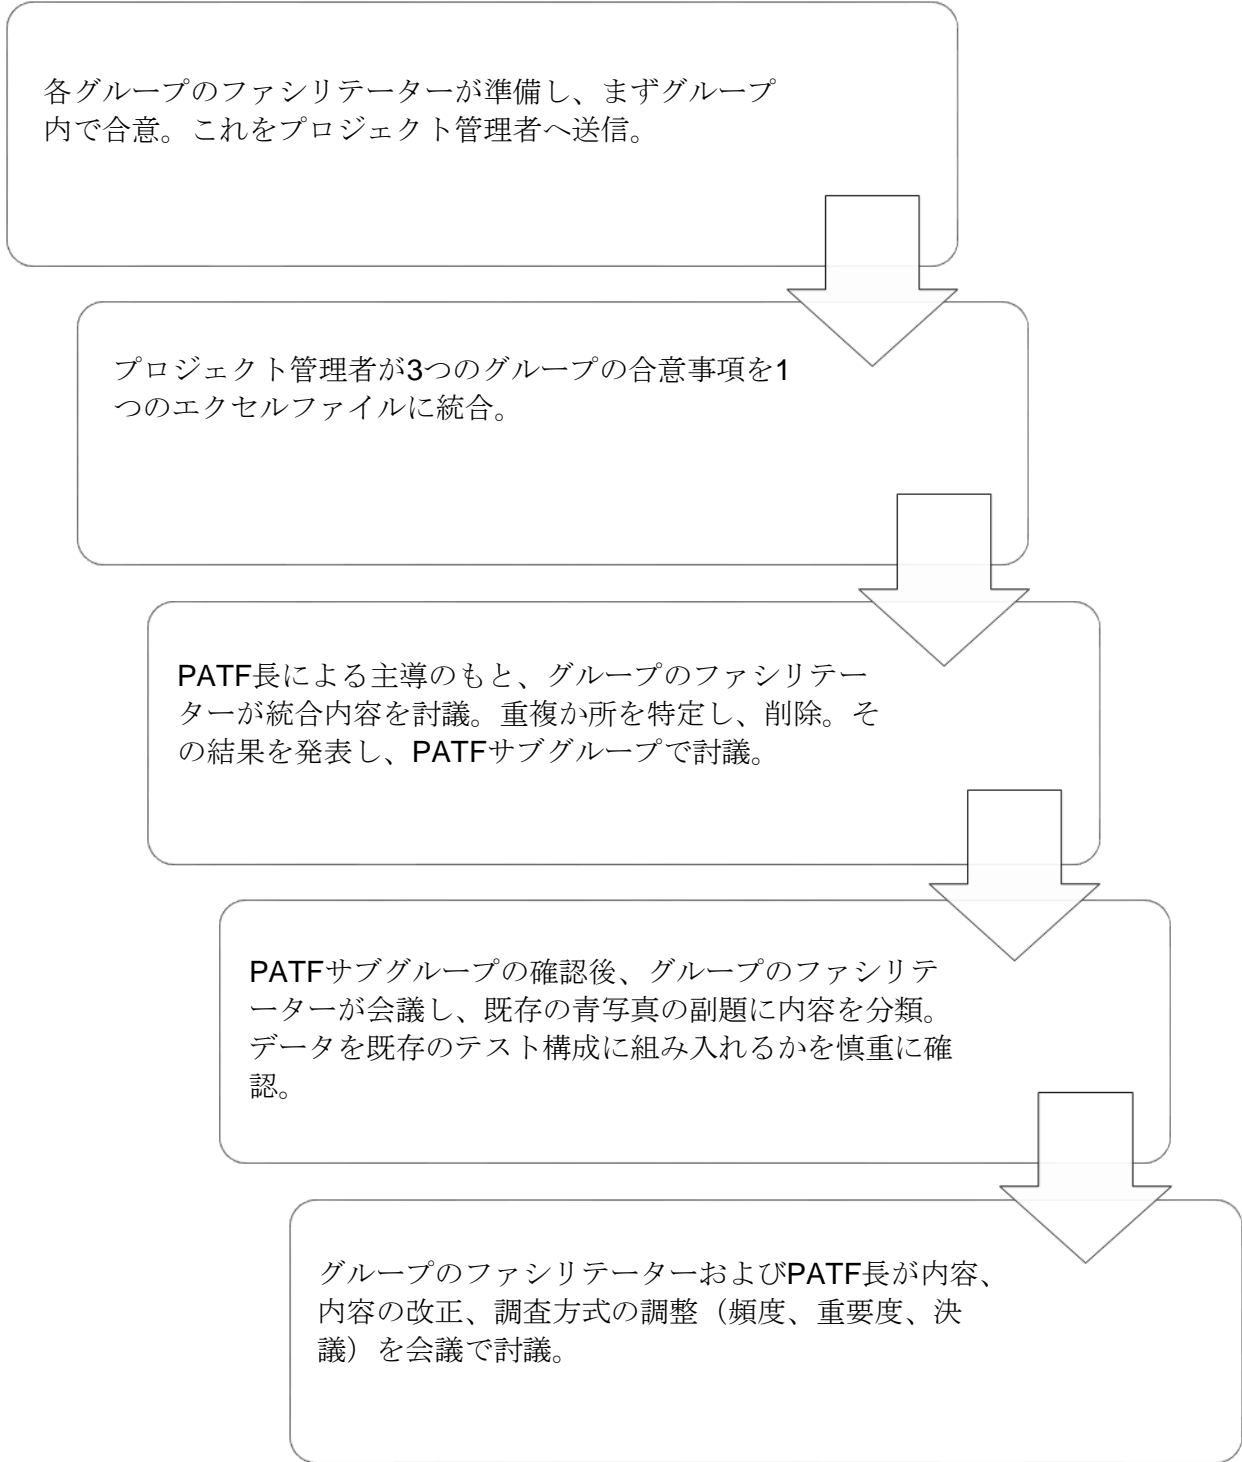 各グループのファシリテーターが準備し、まずグループ
内で合意。これをプロジェクト管理者へ送信。
プロジェクト管理者が3つのグループの合意事項を1
つのエクセルファイルに統合。
PATF長による主導のもと、グループのファシリテー
ターが統合内容を討議。重複か所を特定し、削除。そ
の結果を発表し、PATFサブグループで討議。
PATFサブグループの確認後、グループのファシリテ
ーターが会議し、既存の青写真の副題に内容を分類。
データを既存のテスト構成に組み入れるかを慎重に確
認。
グループのファシリテーターおよびPATF長が内容、
内容の改正、調査方式の調整（頻度、重要度、決
議）を会議で討議。